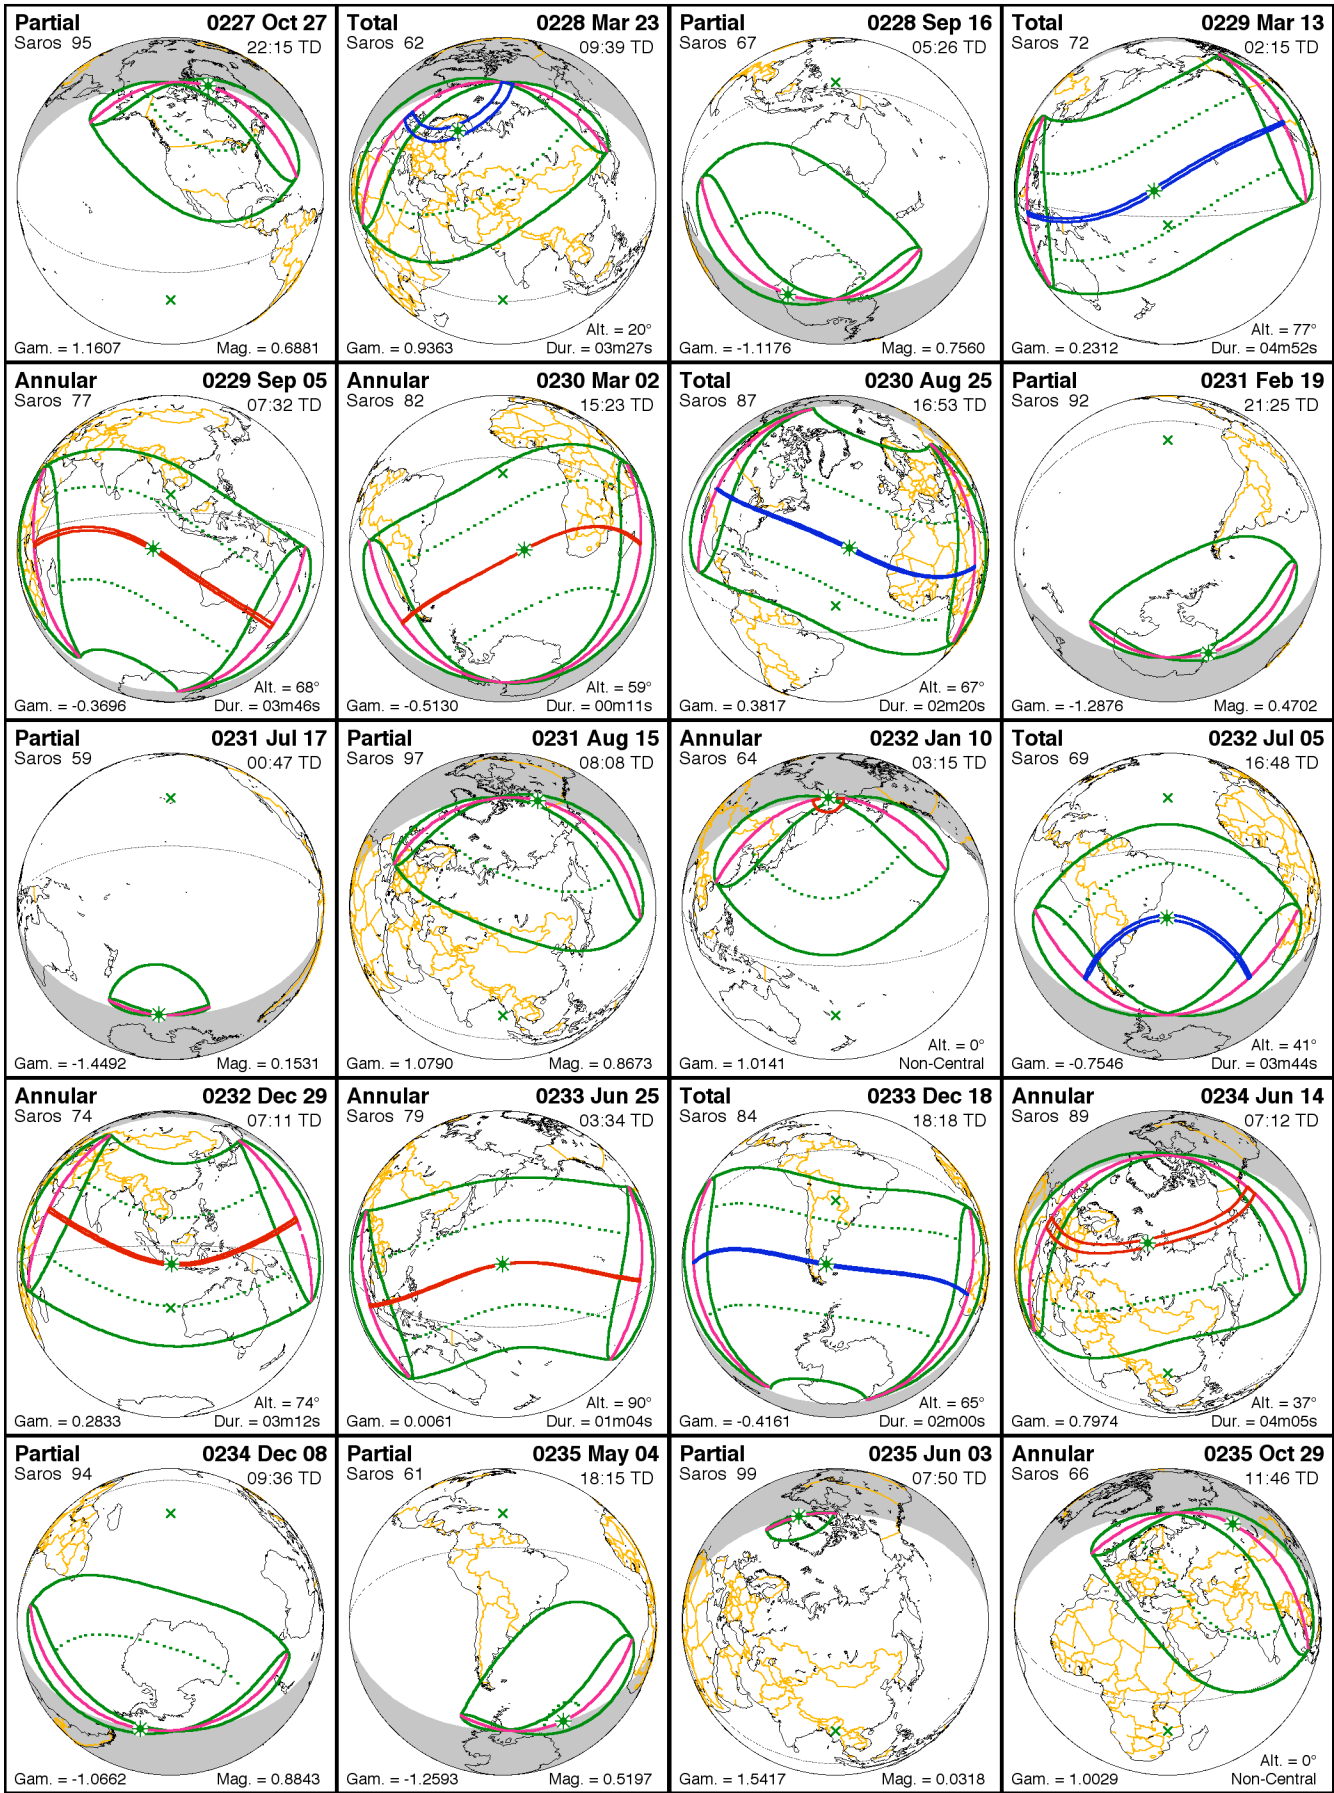 Partial 0227 Oct 27
Saros 95 22:15 TD
Gam. = 1.1607 Mag. = 0.6881
Total 0228 Mar 23
Saros 62 09:39 TD
Alt. = 20°
Gam. = 0.9363 Dur. = 03m27s
Partial 0228 Sep 16
Saros 67 05:26 TD
Gam. = -1.1176 Mag. = 0.7560
Total 0229 Mar 13
Saros 72 02:15 TD
Alt. = 77°
Gam. = 0.2312 Dur. = 04m52s
Annular 0229 Sep 05
Saros 77 07:32 TD
Alt. = 68°
Gam. = -0.3696 Dur. = 03m46s
Annular 0230 Mar 02
Saros 82 15:23 TD
Alt. = 59°
Gam. = -0.5130 Dur. = 00m11s
Total 0230 Aug 25
Saros 87 16:53 TD
Alt. = 67°
Gam. = 0.3817 Dur. = 02m20s
Partial 0231 Feb 19
Saros 92 21:25 TD
Gam. = -1.2876 Mag. = 0.4702
Partial 0231 Jul 17
Saros 59 00:47 TD
Gam. = -1.4492 Mag. = 0.1531
Partial 0231 Aug 15
Saros 97 08:08 TD
Gam. = 1.0790 Mag. = 0.8673
Annular 0232 Jan 10
Saros 64 03:15 TD
Alt. = 0°
Gam. = 1.0141 Non-Central
Total 0232 Jul 05
Saros 69 16:48 TD
Alt. = 41°
Gam. = -0.7546 Dur. = 03m44s
Annular 0232 Dec 29
Saros 74 07:11 TD
Alt. = 74°
Gam. = 0.2833 Dur. = 03m12s
Annular 0233 Jun 25
Saros 79 03:34 TD
Alt. = 90°
Gam. = 0.0061 Dur. = 01m04s
Total 0233 Dec 18
Saros 84 18:18 TD
Alt. = 65°
Gam. = -0.4161 Dur. = 02m00s
Annular 0234 Jun 14
Saros 89 07:12 TD
Alt. = 37°
Gam. = 0.7974 Dur. = 04m05s
Partial 0234 Dec 08
Saros 94 09:36 TD
Gam. = -1.0662 Mag. = 0.8843
Partial 0235 May 04
Saros 61 18:15 TD
Gam. = -1.2593 Mag. = 0.5197
Partial 0235 Jun 03
Saros 99 07:50 TD
Gam. = 1.5417 Mag. = 0.0318
Annular 0235 Oct 29
Saros 66 11:46 TD
Alt. = 0°
Gam. = 1.0029 Non-Central